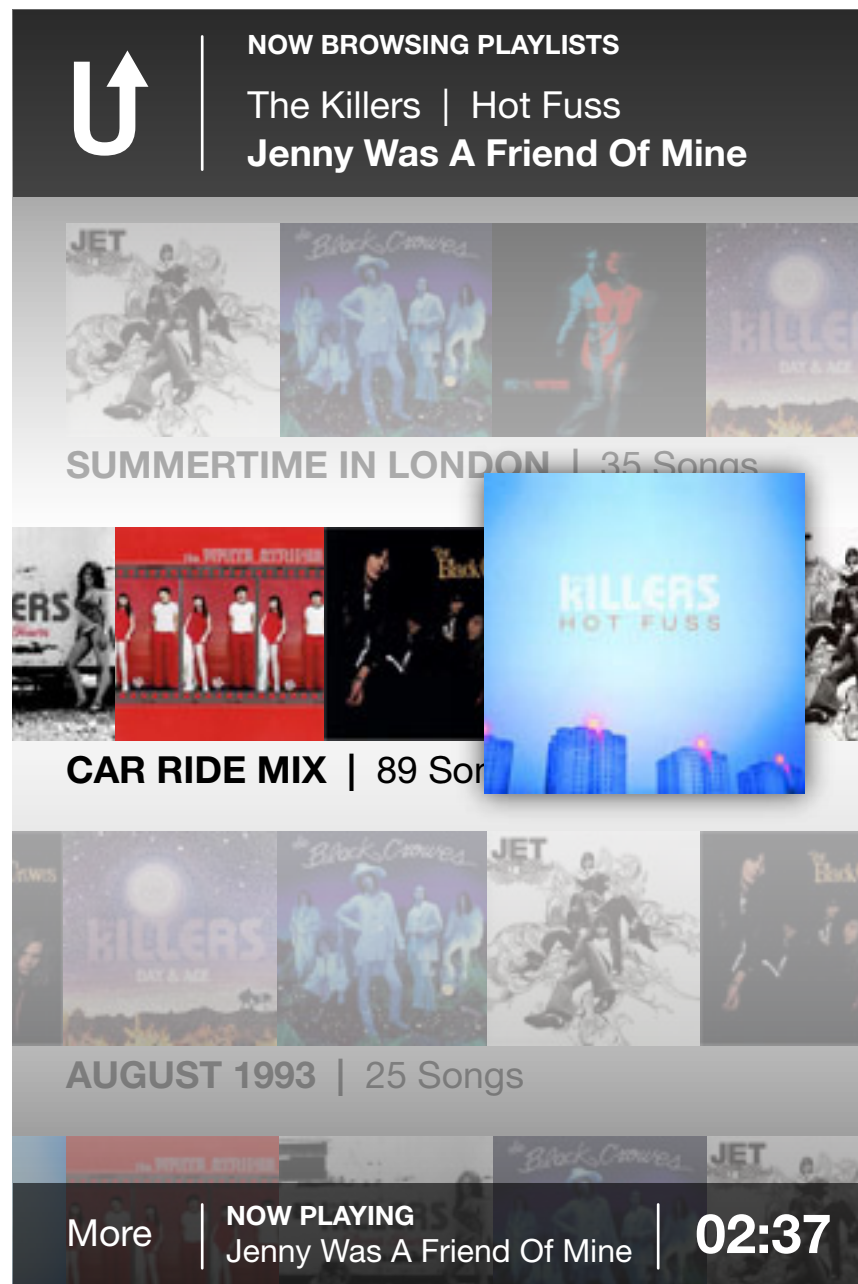 NOW BROWSING PLAYLISTS
The Killers | Hot Fuss
Jenny Was A Friend Of Mine
JET
the Black Crowes
KILLE
DAY & AGE
SUMMERTIME IN LONDON | 35 Songs
ERS
the WHITE STRIPES
The Black
KILLERS
HOT FUSS
CAR RIDE MIX | 89 Son
rowes
KILLERS
DAY & AGE
the Black Crowes
JET
The Black
AUGUST 1993 | 25 Songs
the WHITE STRIPES
the Black Crowes
JET
More
NOW PLAYING
Jenny Was A Friend Of Mine
02:37